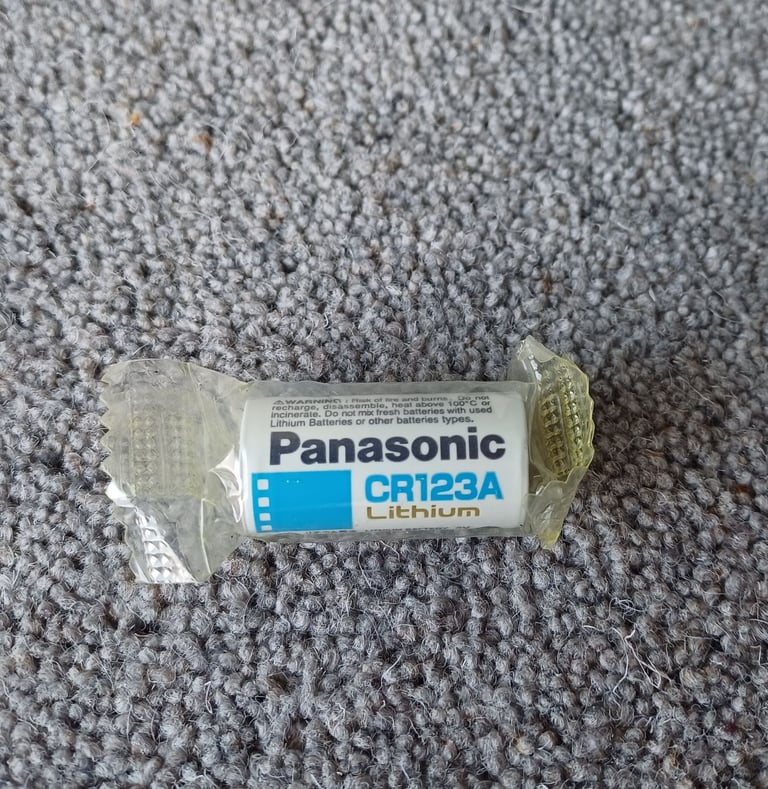 ⚠WARNING : Risk of fire and burns. Do not
recharge, disassemble, heat above 100°C or
incinerate. Do not mix fresh batteries with used
Lithium Batteries or other batteries types.
Panasonic
CR123A
Lithium